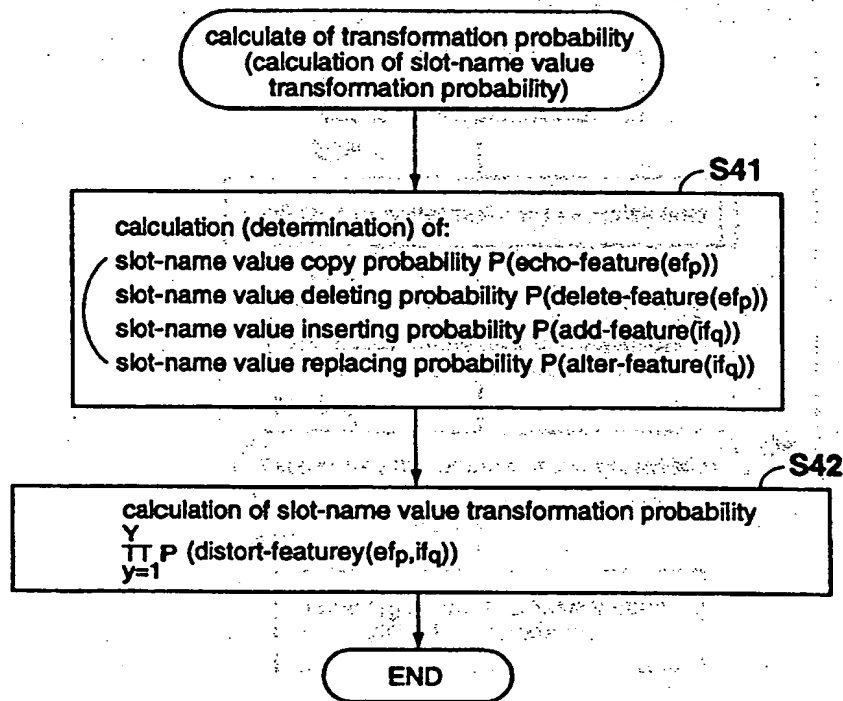 calculate of transformation probability
(calculation of slot-name value
transformation probability)
S41
calculation (determination) of:
slot-name value copy probability P(echo-feature(efp))
slot-name value deleting probability P(delete-feature(efp))
slot-name value inserting probability P(add-feature(ifq))
slot-name value replacing probability P(alter-feature(ifq))
S42
calculation of slot-name value transformation probability
Y
Π P (distort-featurey(efp,ifq))
y=1
END